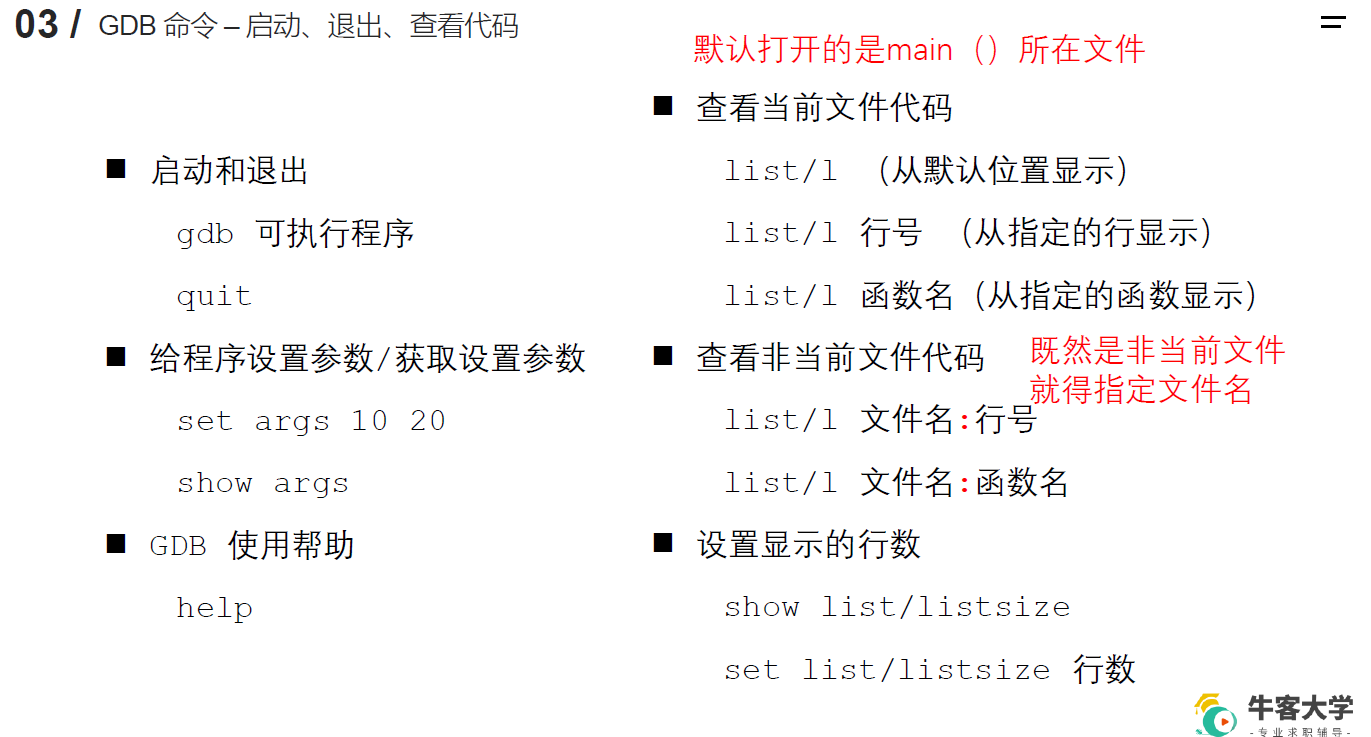 03 / GDB 命令 – 启动、退出、查看代码
■ 启动和退出
gdb 可执行程序
quit
■ 给程序设置参数/获取设置参数
set args 10 20
show args
■ GDB 使用帮助
help
默认打开的是main（）所在文件
■ 查看当前文件代码
list/l （从默认位置显示）
list/l 行号 （从指定的行显示）
list/l 函数名（从指定的函数显示）
■ 查看非当前文件代码
既然是非当前文件
就得指定文件名
list/l 文件名:行号
list/l 文件名:函数名
■ 设置显示的行数
show list/listsize
set list/listsize 行数
牛客大学
-专业求职辅导-